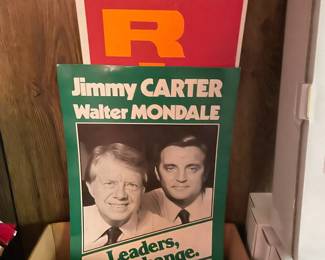 R
Jimmy CARTER
Walter MONDALE
Leaders,